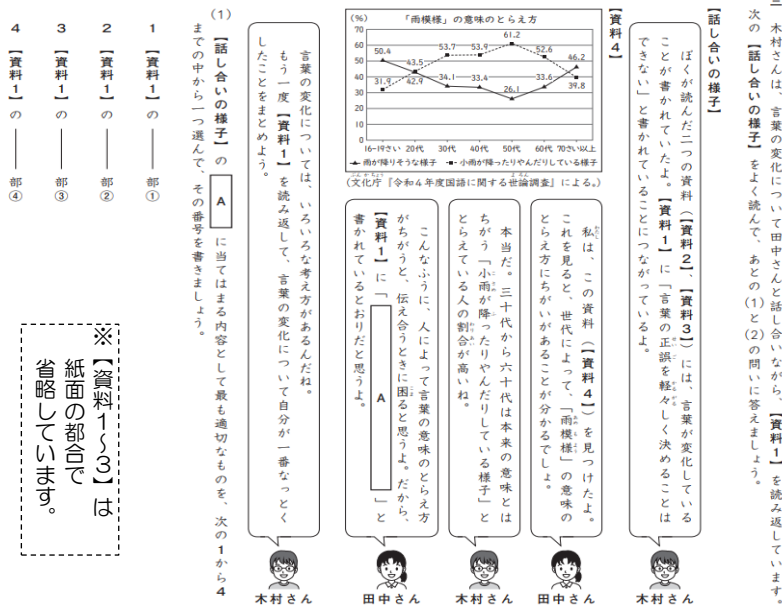 三　木村さんは、言葉の変化について田中さんと話し合いながら、【資料１】を読み返しています。
次の【話し合いの様子】をよく読んで、あとの(1)と(2)の問いに答えましょう。
【話し合いの様子】
ぼくが読んだ二つの資料（【資料２】、【資料３】）には、言葉が変化している
ことが書かれていたよ。【資料１】に「言葉の正誤を軽々しく決めることは
できない」と書かれていることにつながっているよ。
木村さん
【資料４】
(%)
「雨模様」の意味のとらえ方
70
60
50
40
30
20
10
0
50.4
43.5
53.7
53.9
61.2
52.6
46.2
31.9
42.9
34.1
33.4
26.1
33.6
39.8
16-19さい 20代 30代 40代 50代 60代 70さい以上
雨が降りそうな様子 小雨が降ったりやんだりしている様子
(文化庁『令和４年度国語に関する世論調査』による。)
私は、この資料（【資料４】）を見つけたよ。
これを見ると、世代によって、「雨模様」の意味の
とらえ方にちがいがあることが分かるでしょ。
田中さん
本当だ。三十代から六十代は本来の意味とは
ちがう「小雨が降ったりやんだりしている様子」と
とらえている人の割合が高いね。
木村さん
こんなふうに、人によって言葉の意味のとらえ方
がちがうと、伝え合うときに困ると思うよ。だから、
【資料１】に「　A　」と
書かれているとおりだと思うよ。
田中さん
言葉の変化については、いろいろな考え方があるんだね。
もう一度【資料１】を読み返して、言葉の変化について自分が一番なっとく
したことをまとめよう。
木村さん
(1)　【話し合いの様子】の　A　に当てはまる内容として最も適切なものを、次の１から４
までの中から一つ選んで、その番号を書きましょう。
１　【資料１】の――部①
２　【資料１】の――部②
３　【資料１】の――部③
４　【資料１】の――部④
※【資料１～３】は
紙面の都合で
省略しています。